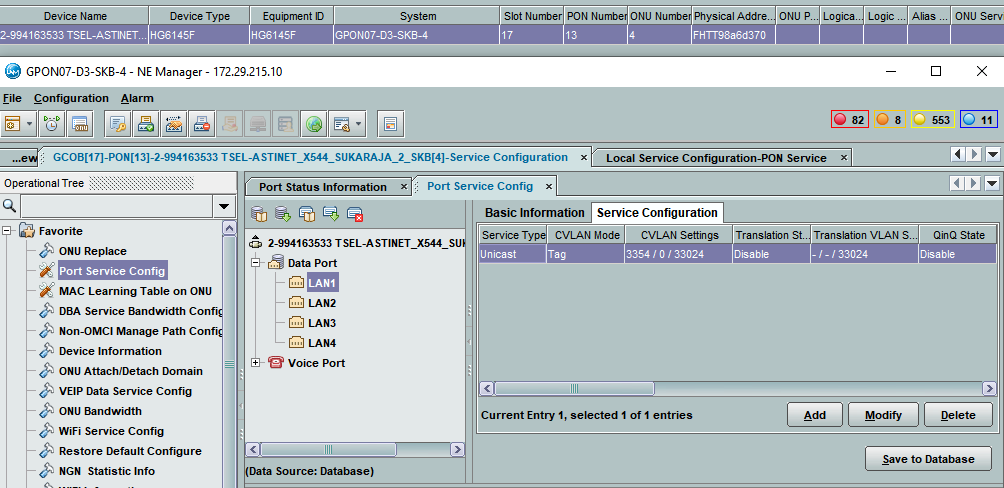 Device Name Device Type Equipment ID System Slot Number PON Number ONU Number Physical Addre... ONU P... Logica... Logic ... Alias ... ONU Serv
2-994163533 TSEL-ASTINET... HG6145F HG6145F GPON07-D3-SKB-4 17 13 4 FHTT98a6d370
GPON07-D3-SKB-4 - NE Manager - 172.29.215.10
File Configuration Alarm
82 8 553 11
...ew GCOB[17]-PON[13]-2-994163533 TSEL-ASTINET_X544_SUKARAJA_2_SKB[4]-Service Configuration × Local Service Configuration-PON Service ×
Operational Tree
Port Status Information × Port Service Config ×
Favorite
ONU Replace
Port Service Config
MAC Learning Table on ONU
DBA Service Bandwidth Config
Non-OMCI Manage Path Config
Device Information
ONU Attach/Detach Domain
VEIP Data Service Config
ONU Bandwidth
WiFi Service Config
Restore Default Configure
NGN Statistic Info
2-994163533 TSEL-ASTINET_X544_SUK
Data Port
LAN1
LAN2
LAN3
LAN4
Voice Port
(Data Source: Database)
Basic Information Service Configuration
Service Type CVLAN Mode CVLAN Settings Translation St... Translation VLAN S... QinQ State
Unicast Tag 3354 / 0 / 33024 Disable - / - / 33024 Disable
Current Entry 1, selected 1 of 1 entries Add Modify Delete
Save to Database